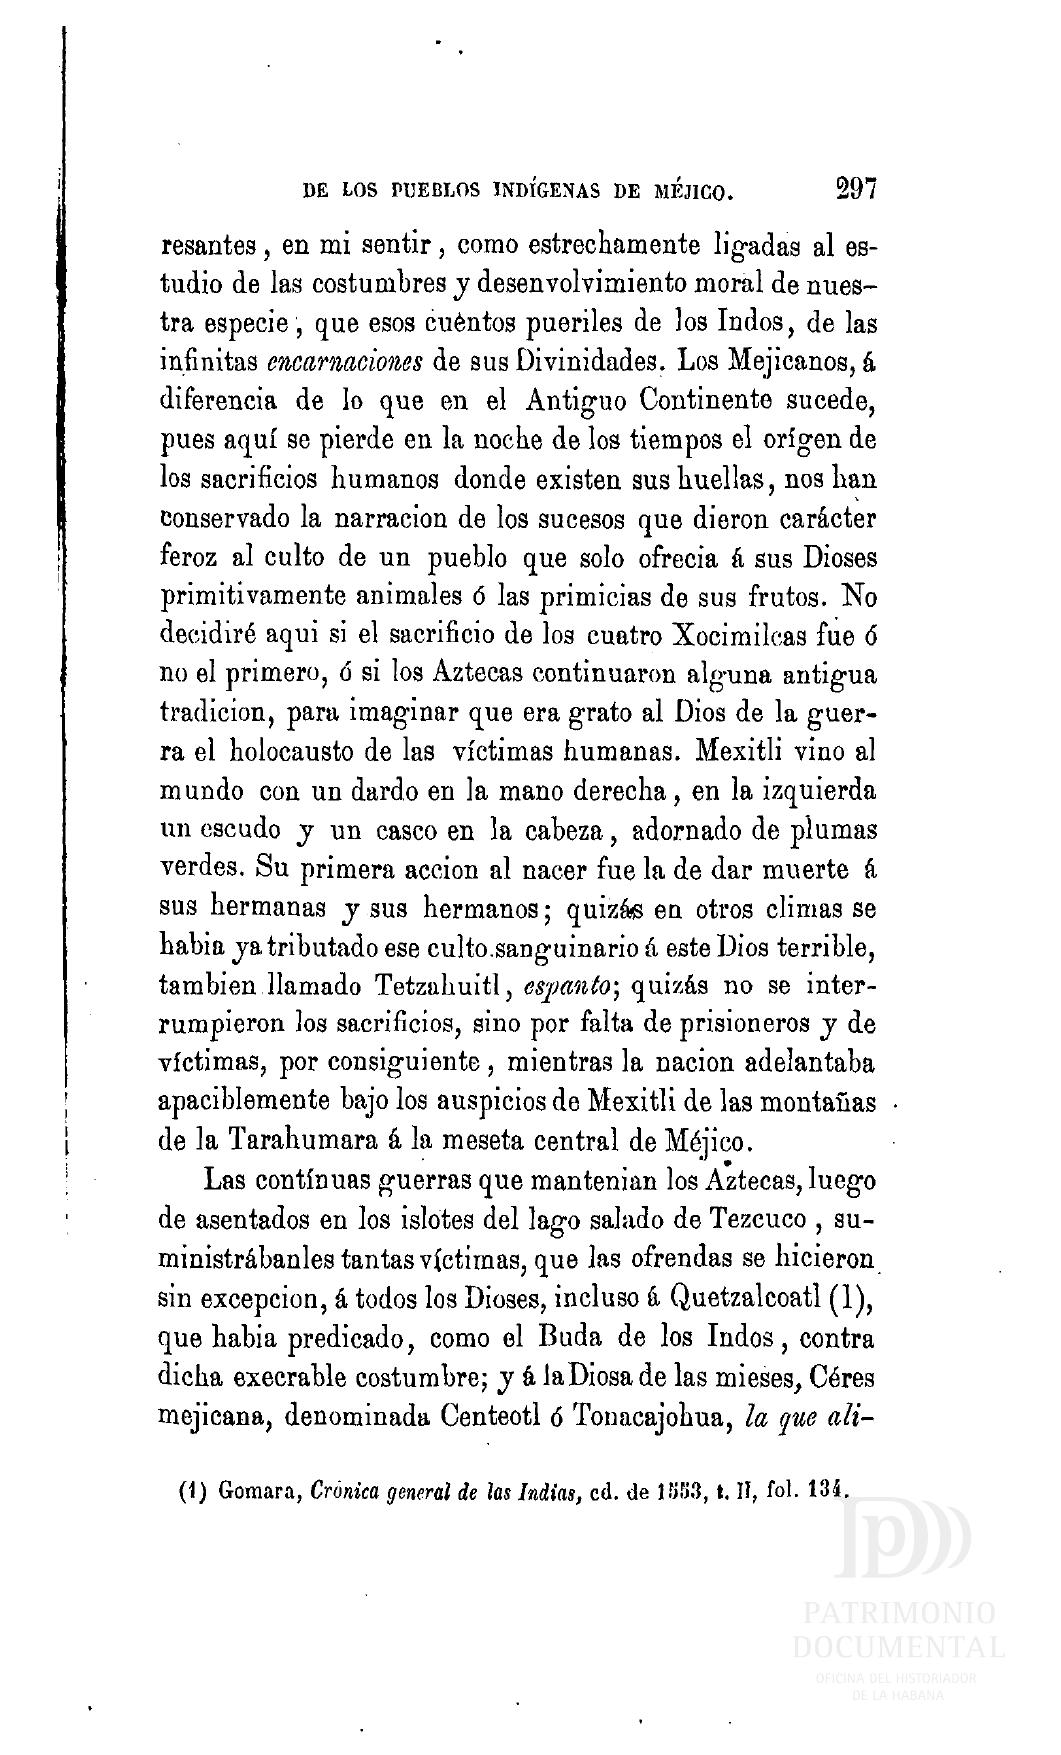 DE LOS PUEBLOS INDÍGENAS DE MÉJICO. 297
resantes, en mi sentir, como estrechamente ligadas al es-
tudio de las costumbres y desenvolvimiento moral de nues-
tra especie, que esos cuentos pueriles de los Indos, de las
infinitas encarnaciones de sus Divinidades. Los Mejicanos, á
diferencia de lo que en el Antiguo Continente sucede,
pues aquí se pierde en la noche de los tiempos el orígen de
los sacrificios humanos donde existen sus huellas, nos han
conservado la narracion de los sucesos que dieron carácter
feroz al culto de un pueblo que solo ofrecia á sus Dioses
primitivamente animales ó las primicias de sus frutos. No
decidiré aqui si el sacrificio de los cuatro Xocimilcas fue ó
no el primero, ó si los Aztecas continuaron alguna antigua
tradicion, para imaginar que era grato al Dios de la guer-
ra el holocausto de las víctimas humanas. Mexitli vino al
mundo con un dardo en la mano derecha, en la izquierda
un escudo y un casco en la cabeza, adornado de plumas
verdes. Su primera accion al nacer fue la de dar muerte á
sus hermanas y sus hermanos; quizás en otros climas se
habia ya tributado ese culto sanguinario á este Dios terrible,
tambien llamado Tetzahuitl, espanto; quizás no se inter-
rumpieron los sacrificios, sino por falta de prisioneros y de
víctimas, por consiguiente, mientras la nacion adelantaba
apaciblemente bajo los auspicios de Mexitli de las montañas
de la Tarahumara á la meseta central de Méjico.
Las contínuas guerras que mantenian los Aztecas, luego
de asentados en los islotes del lago salado de Tezcuco, su-
ministrábanles tantas víctimas, que las ofrendas se hicieron
sin excepcion, á todos los Dioses, incluso á Quetzalcoatl (1),
que habia predicado, como el Buda de los Indos, contra
dicha execrable costumbre; y á la Diosa de las mieses, Céres
mejicana, denominada Centeotl ó Tonacajohua, la que ali-
(1) Gomara, Crónica general de las Indias, ed. de 1553, t. II, fol. 134.
PATRIMONIO
DOCUMENTAL
OFICINA DEL HISTORIADOR
DE LA HABANA